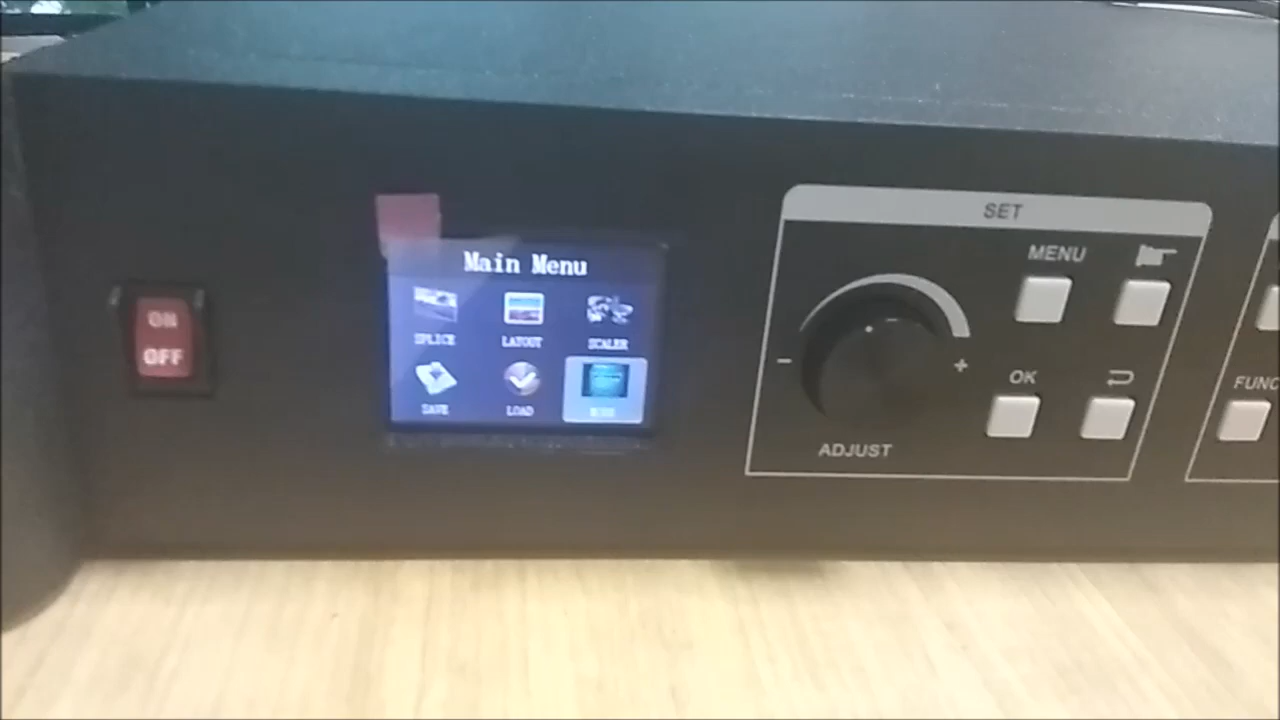 ON
OFF
Main Menu
SPLICE
LAYOUT
SCALER
SAVE
LOAD
SET
MENU
OK
ADJUST
FUNC